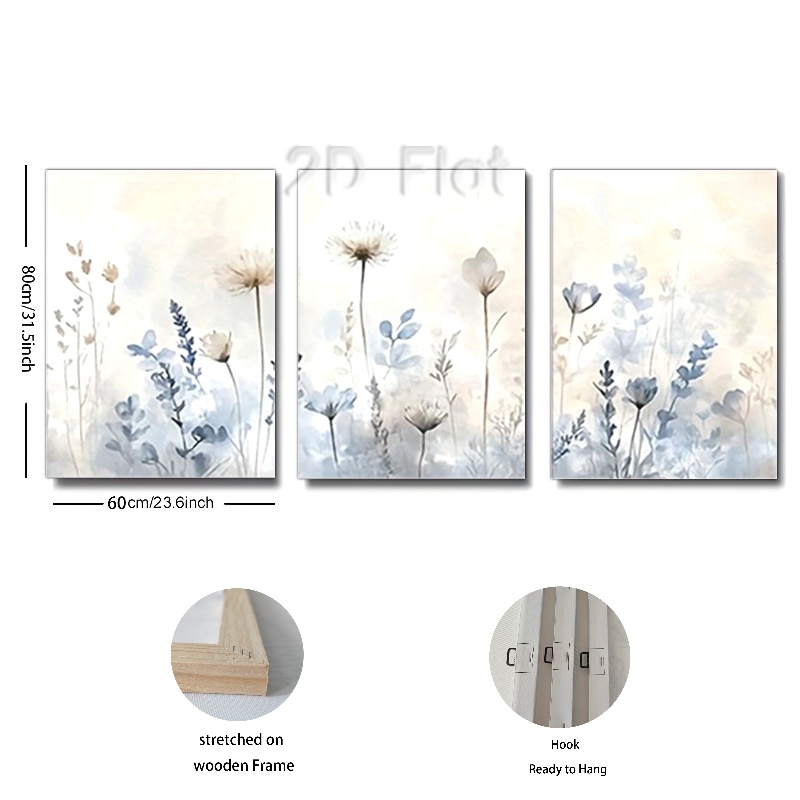 2D Flat
80cm/31.5inch
60cm/23.6inch
stretched on
wooden Frame
Hook
Ready to Hang